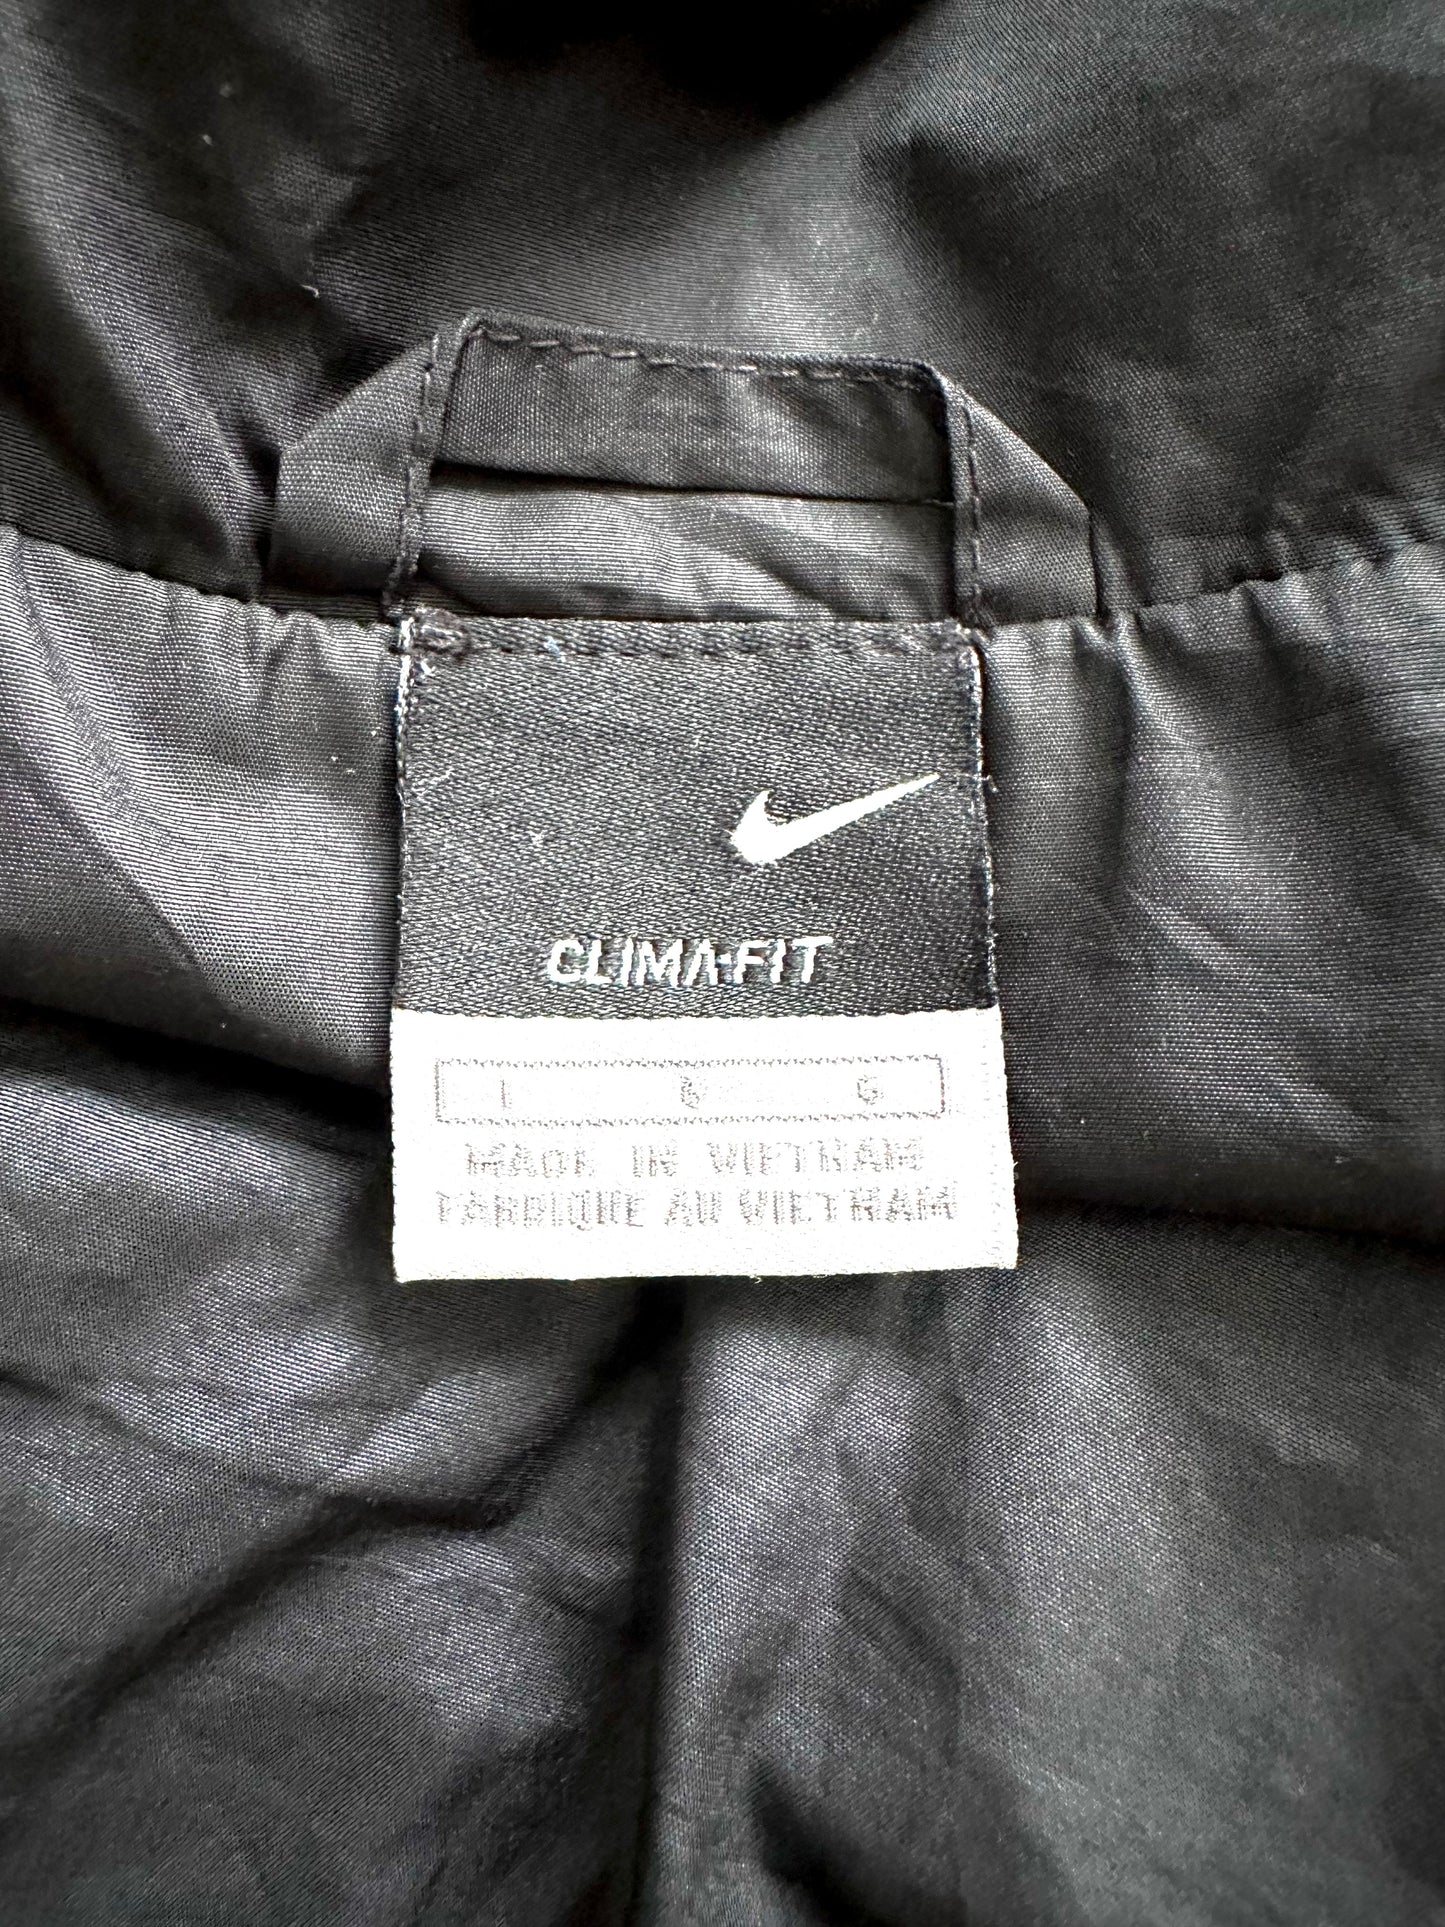 CLIMA-FIT
L G G
MADE IN VIETNAM
FABRIQUE AU VIETNAM